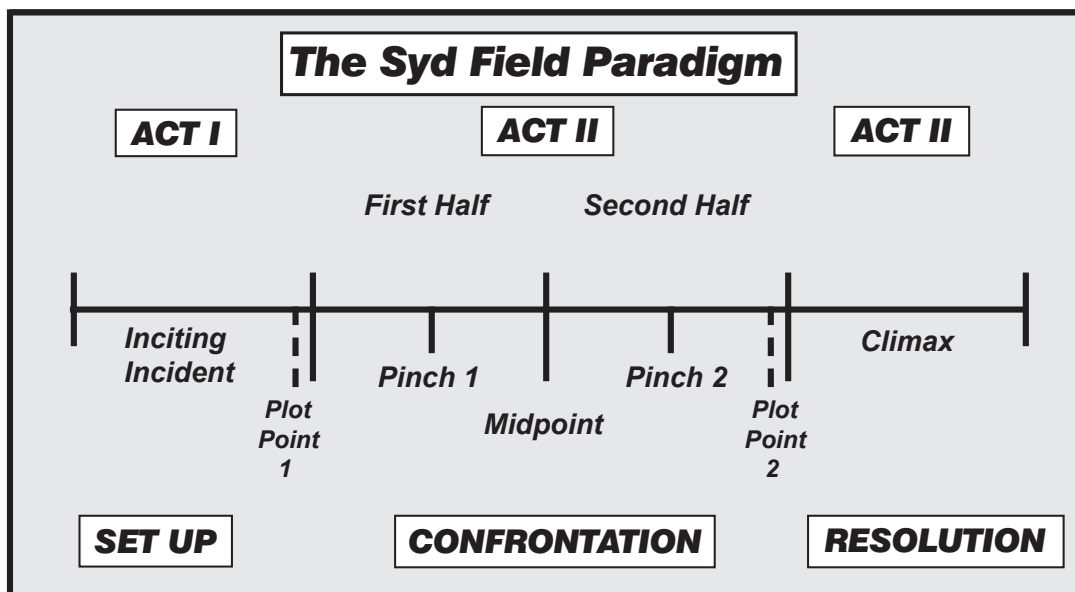 The Syd Field Paradigm
ACT I
ACT II
ACT II
First Half
Second Half
Inciting
Incident
Plot
Point
1
Pinch 1
Midpoint
Pinch 2
Plot
Point
2
Climax
SET UP
CONFRONTATION
RESOLUTION